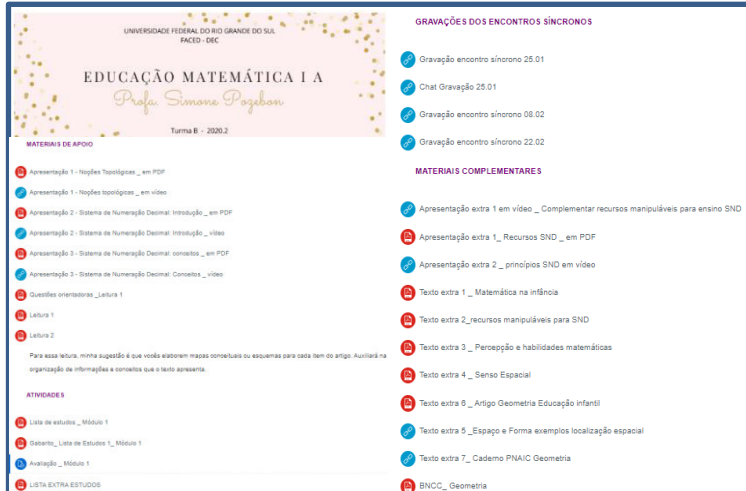 UNIVERSIDADE FEDERAL DO RIO GRANDE DO SUL
FACED - DEC
EDUCAÇÃO MATEMÁTICA I A
Profa. Simone Pozebon
Turma B - 2020.2
MATERIAIS DE APOIO
Apresentação 1 - Noções Topológicas _ em PDF
Apresentação 1 - Noções topológicas _ em vídeo
Apresentação 2 - Sistema de Numeração Decimal: Introdução _ em PDF
Apresentação 2 - Sistema de Numeração Decimal: Introdução _ vídeo
Apresentação 3 - Sistema de Numeração Decimal: conceitos _ em PDF
Apresentação 3 - Sistema de Numeração Decimal: Conceitos _ vídeo
Questões orientadoras _Leitura 1
Leitura 1
Leitura 2
Para essa leitura, minha sugestão é que vocês elaborem mapas conceituais ou esquemas para cada item do artigo. Auxiliará na
organização de informações e conceitos que o texto apresenta.
ATIVIDADES
Lista de estudos _ Módulo 1
Gabarito_ Lista de Estudos 1_ Módulo 1
Avaliação _ Módulo 1
LISTA EXTRA ESTUDOS
GRAVAÇÕES DOS ENCONTROS SÍNCRONOS
Gravação encontro síncrono 25.01
Chat Gravação 25.01
Gravação encontro síncrono 08.02
Gravação encontro síncrono 22.02
MATERIAIS COMPLEMENTARES
Apresentação extra 1 em vídeo _ Complementar recursos manipuláveis para ensino SND
Apresentação extra 1_ Recursos SND _ em PDF
Apresentação extra 2 _ princípios SND em vídeo
Texto extra 1 _ Matemática na infância
Texto extra 2_recursos manipuláveis para SND
Texto extra 3 _ Percepção e habilidades matemáticas
Texto extra 4 _ Senso Espacial
Texto extra 6 _ Artigo Geometria Educação infantil
Texto extra 5 _Espaço e Forma exemplos localização espacial
Texto extra 7_ Caderno PNAIC Geometria
BNCC_ Geometria